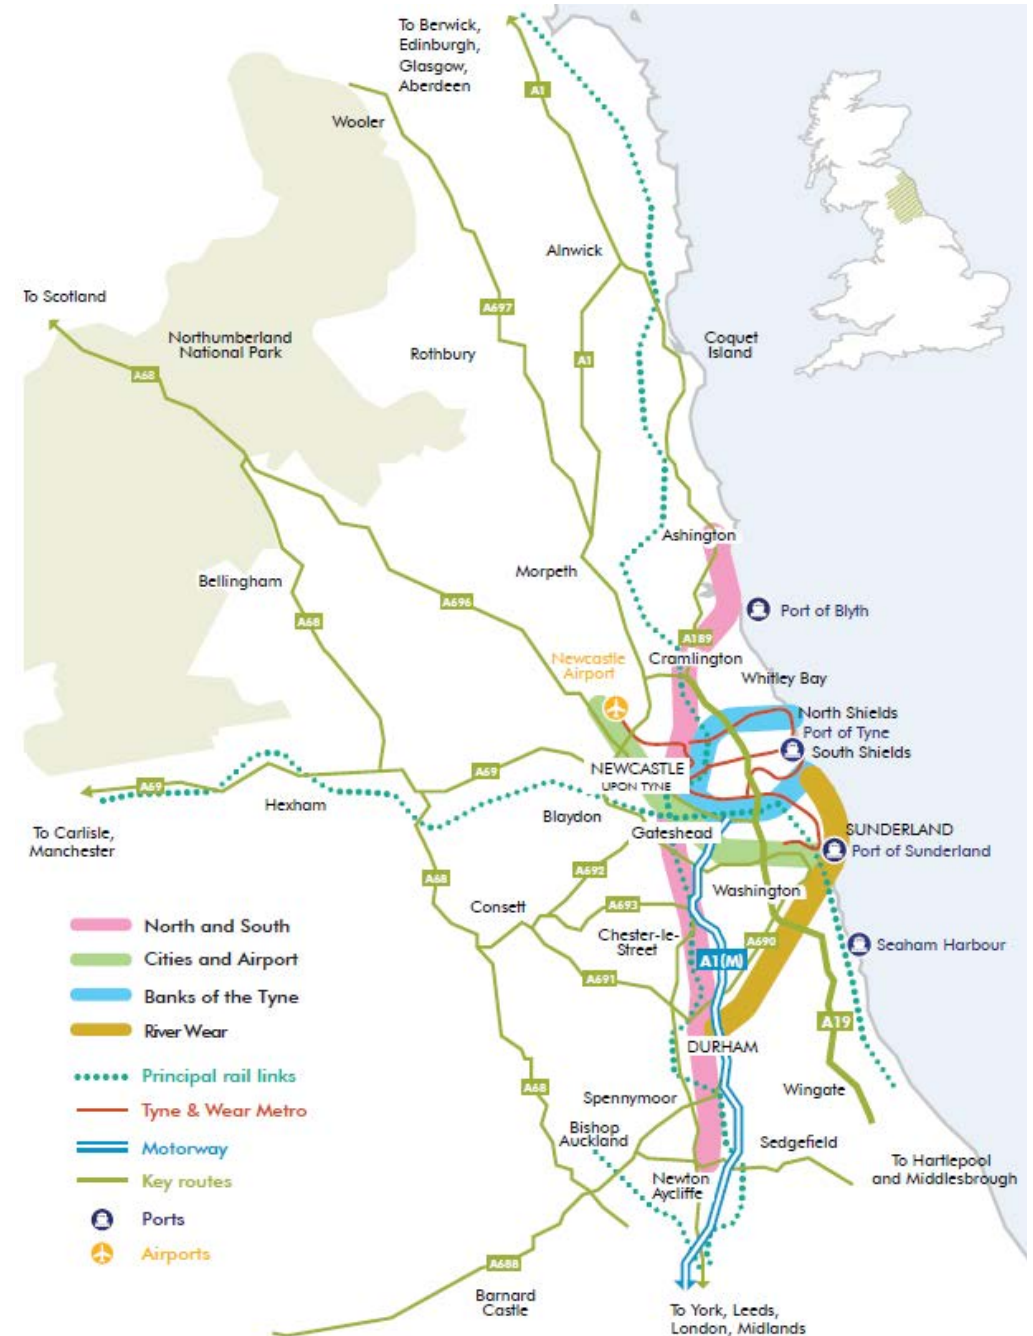 To Berwick,
Edinburgh,
Glasgow,
Aberdeen
A1
Wooler
Alnwick
To Scotland
A697
Northumberland
National Park
Rothbury
A1
Coquet
Island
A68
Ashington
Morpeth
Bellingham
A696
Port of Blyth
A68
A189
Newcastle
Airport
Cramlington
Whitley Bay
North Shields
Port of Tyne
South Shields
NEWCASTLE
UPON TYNE
A69
A69
Hexham
Blaydon
Gateshead
SUNDERLAND
Port of Sunderland
To Carlisle,
Manchester
A692
A68
Washington
Consett
A693
Chester-le-
Street
A690
Seaham Harbour
A1(M)
A691
A19
DURHAM
A68
Spennymoor
Wingate
Bishop
Auckland
Sedgefield
To Hartlepool
and Middlesbrough
Newton
Aycliffe
A688
Barnard
Castle
To York, Leeds,
London, Midlands
North and South
Cities and Airport
Banks of the Tyne
River Wear
Principal rail links
Tyne & Wear Metro
Motorway
Key routes
Ports
Airports